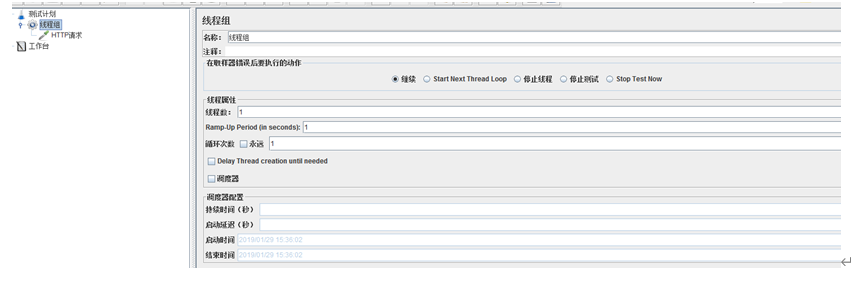 测试计划
线程组
HTTP请求
工作台
线程组
名称: 线程组
注释:
在取样器错误后要执行的动作
继续 Start Next Thread Loop 停止线程 停止测试 Stop Test Now
线程属性
线程数: 1
Ramp-Up Period (in seconds): 1
循环次数 永远 1
Delay Thread creation until needed
调度器
调度器配置
持续时间（秒）
启动延迟（秒）
启动时间 2019/01/29 15:36:02
结束时间 2019/01/29 15:36:02